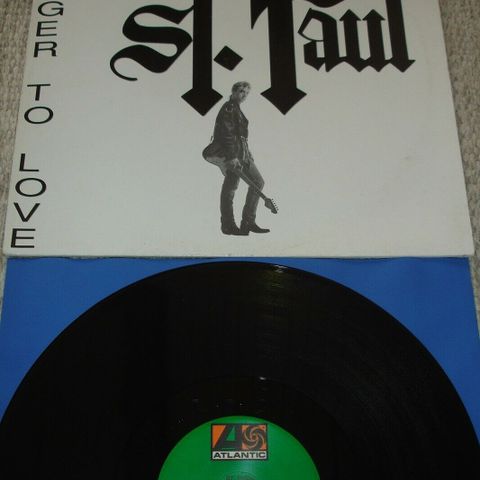 St. Paul
GER TO LOVE
ATLANTIC